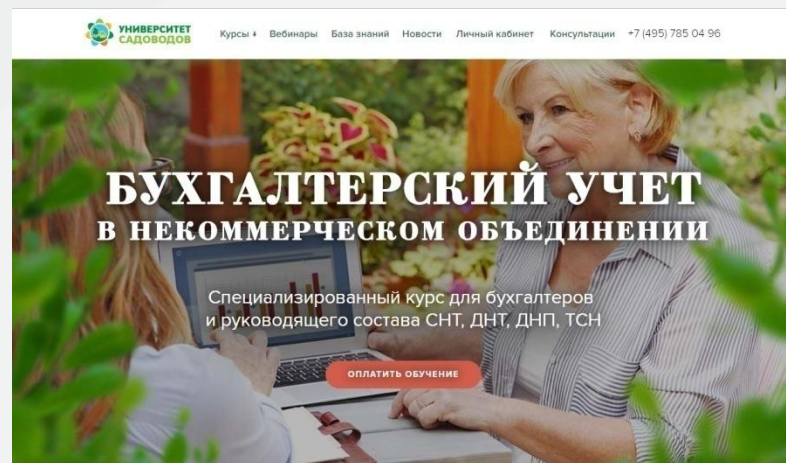 УНИВЕРСИТЕТ
САДОВОДОВ
Курсы ↓ Вебинары База знаний Новости Личный кабинет Консультации +7 (495) 785 04 96
БУХГАЛТЕРСКИЙ УЧЕТ
В НЕКОММЕРЧЕСКОМ ОБЪЕДИНЕНИИ
Специализированный курс для бухгалтеров
и руководящего состава СНТ, ДНТ, ДНП, ТСН
ОПЛАТИТЬ ОБУЧЕНИЕ